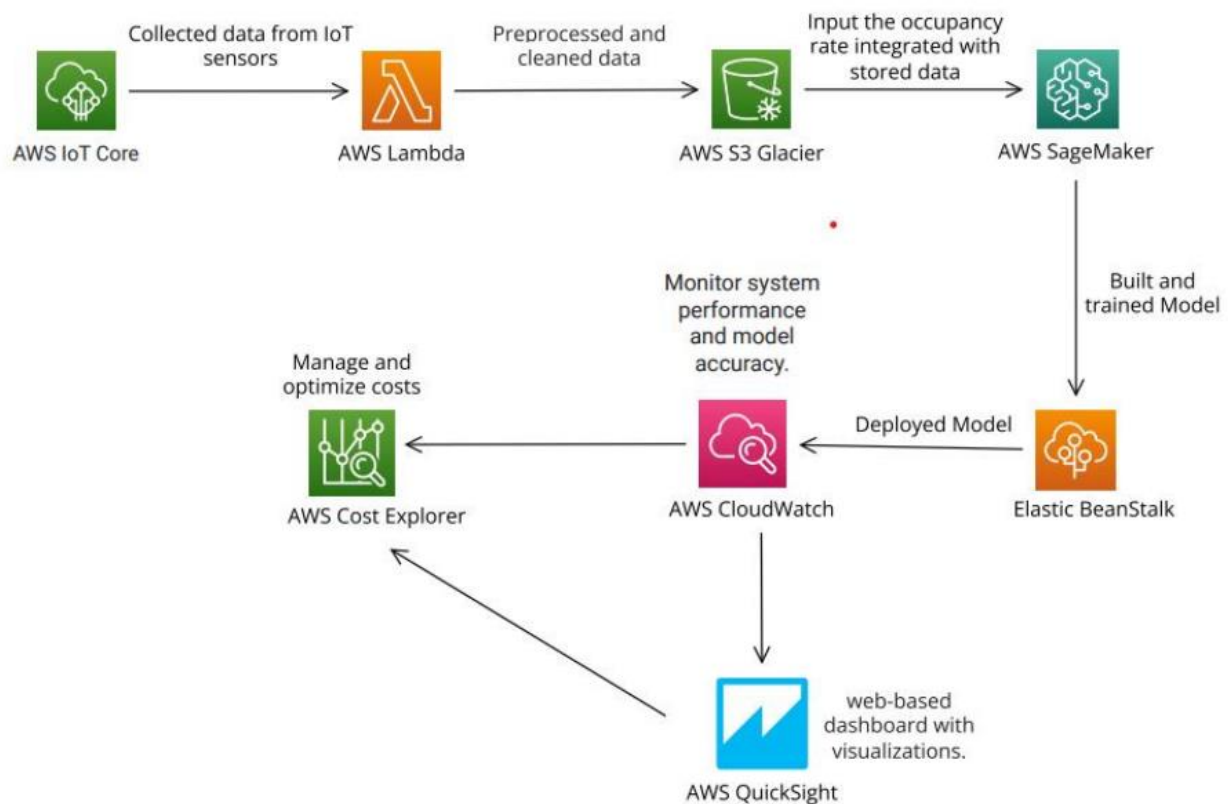 Collected data from IoT
sensors
Preprocessed and
cleaned data
Input the occupancy
rate integrated with
stored data
AWS IoT Core
AWS Lambda
AWS S3 Glacier
AWS SageMaker
Built and
trained Model
Monitor system
performance
and model
accuracy.
Manage and
optimize costs
Deployed Model
AWS Cost Explorer
AWS CloudWatch
Elastic BeanStalk
web-based
dashboard with
visualizations.
AWS QuickSight